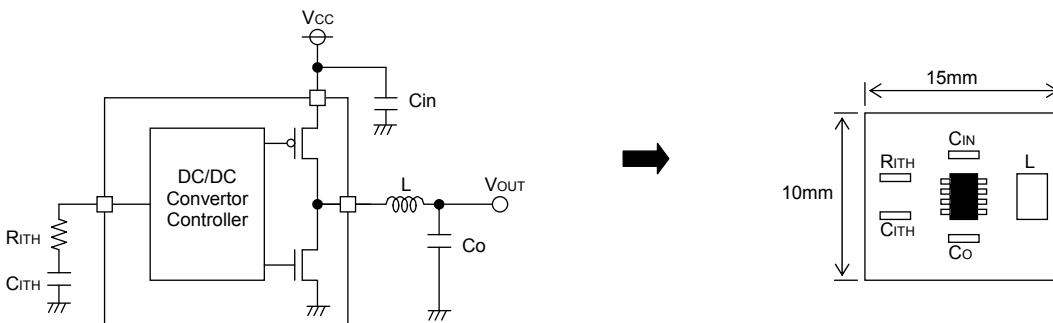 VCC
Cin
DC/DC
Convertor
Controller
L
VOUT
RITH
CITH
Co
15mm
10mm
CIN
RITH
L
CITH
CO